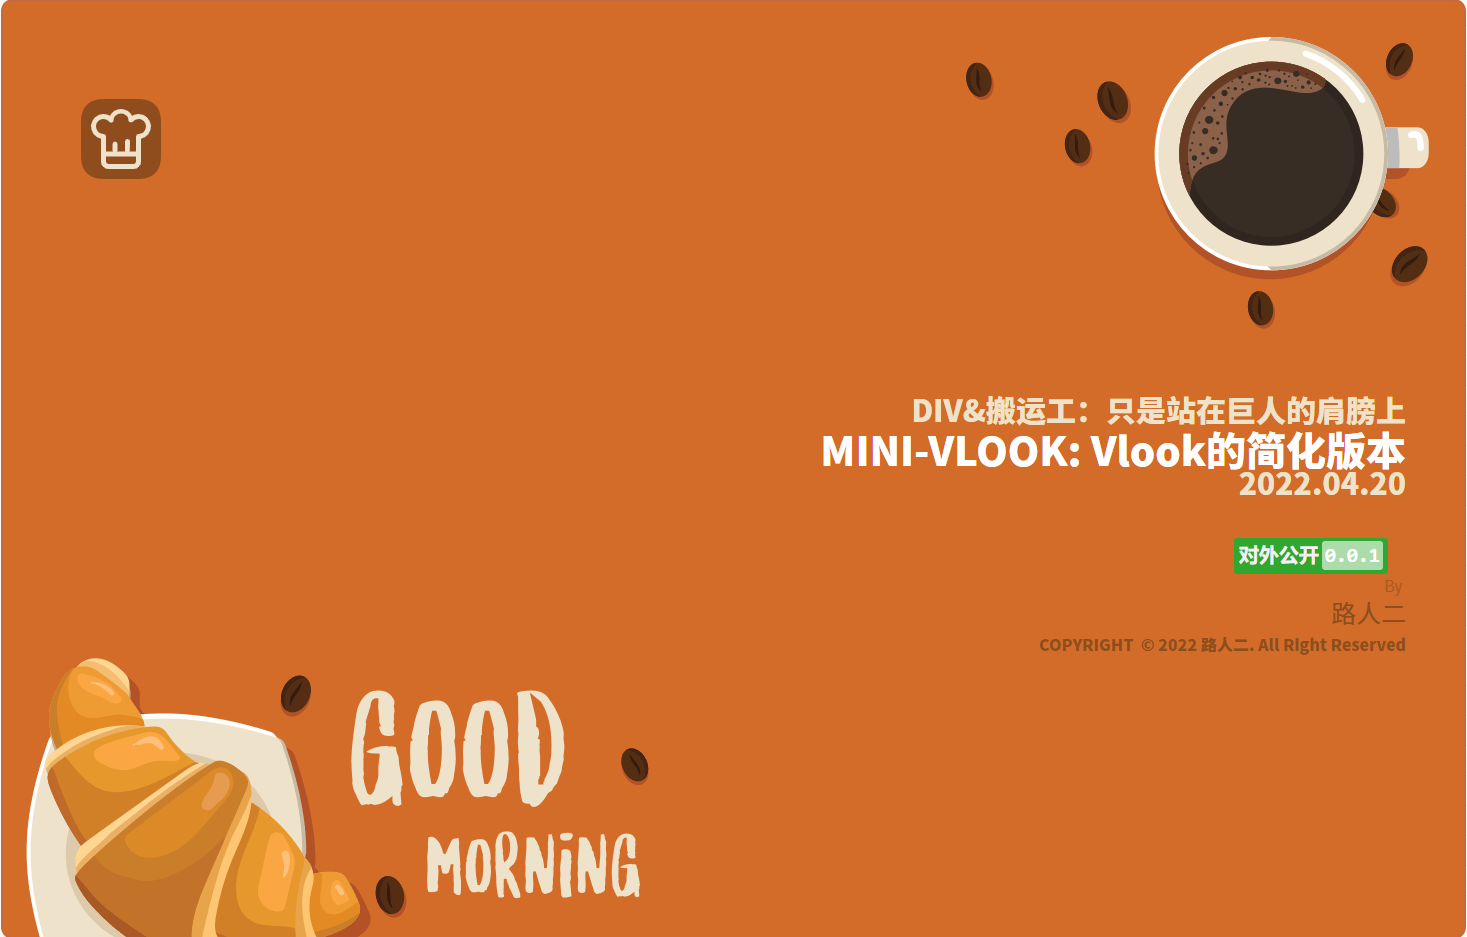 DIV&搬运工：只是站在巨人的肩膀上
MINI-VLOOK: Vlook的简化版本
2022.04.20
对外公开 0.0.1
By
路人二
COPYRIGHT © 2022 路人二. All Right Reserved
GOOD
MORNiNG